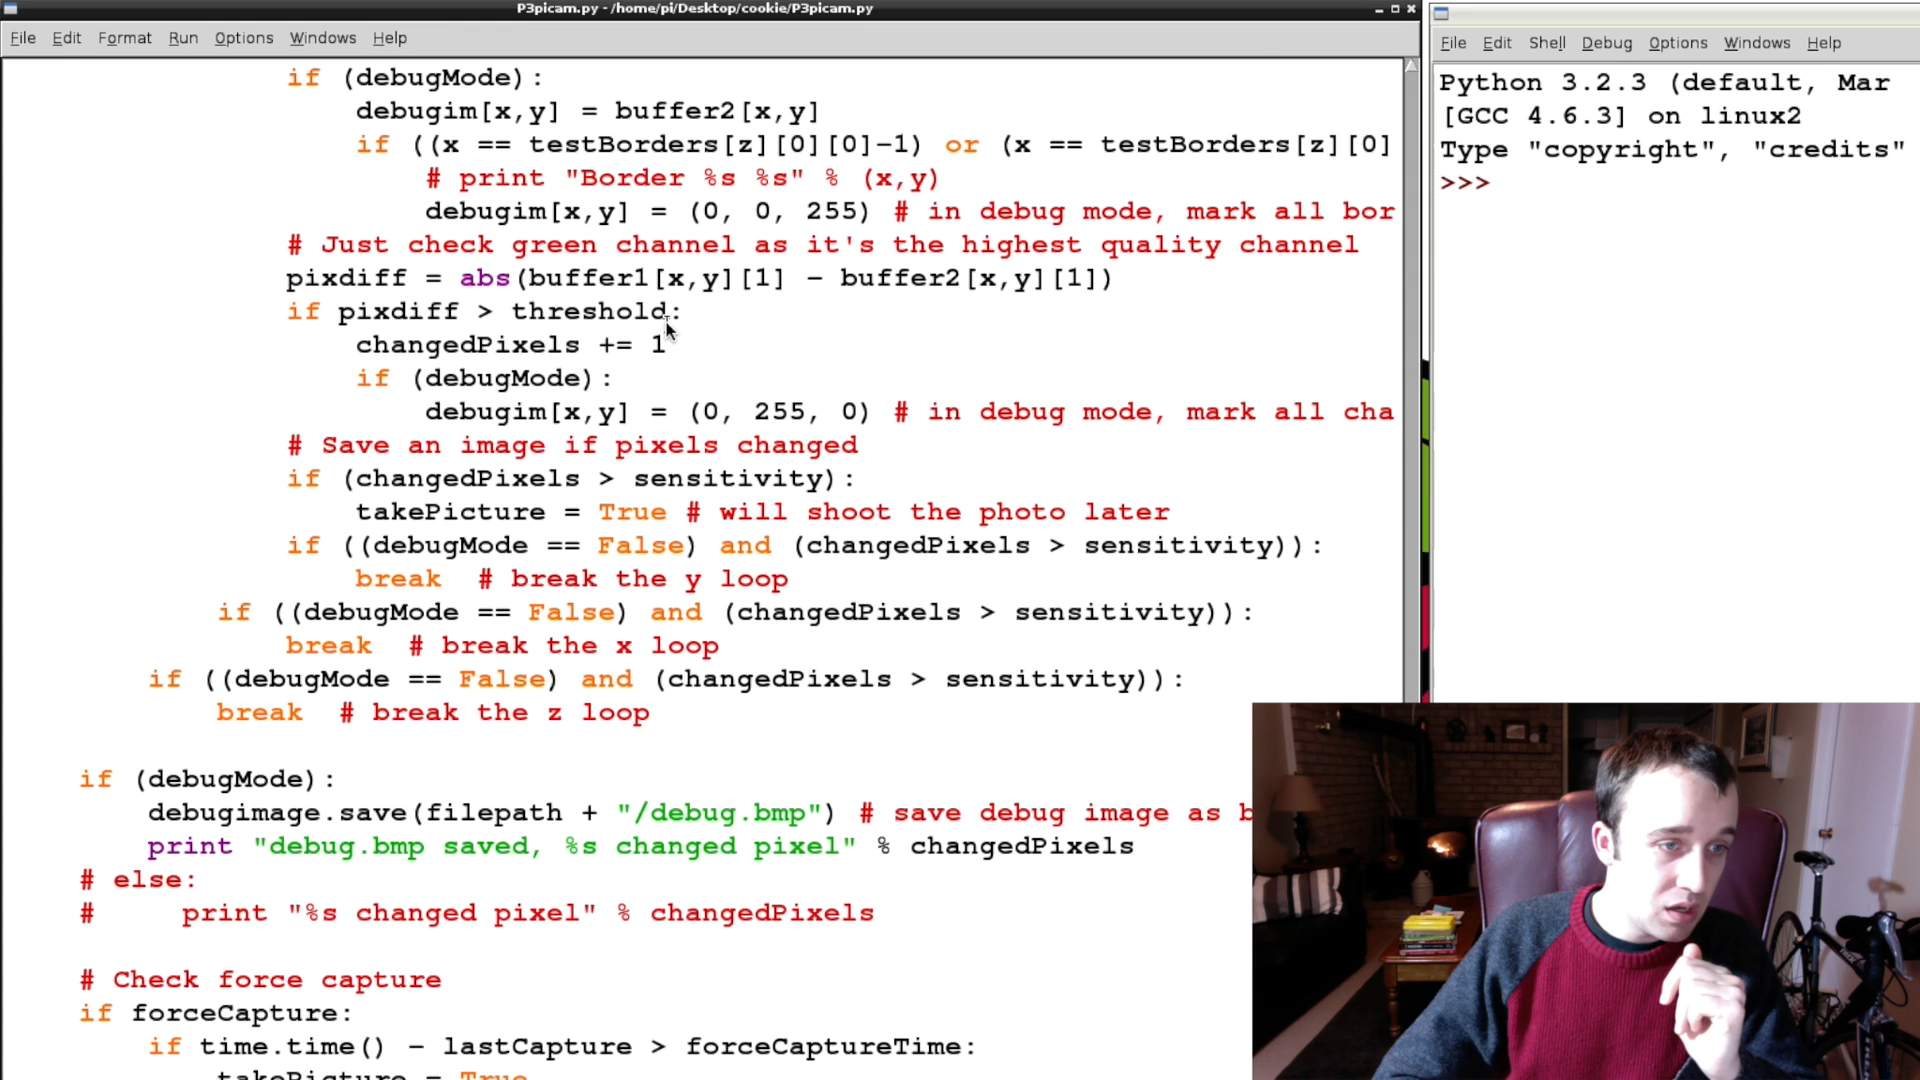 P3picam.py - /home/pi/Desktop/cookie/P3picam.py
File Edit Format Run Options Windows Help
if (debugMode):
debugim[x,y] = buffer2[x,y]
if ((x == testBorders[z][0][0]-1) or (x == testBorders[z][0]
# print "Border %s %s" % (x,y)
debugim[x,y] = (0, 0, 255) # in debug mode, mark all bor
# Just check green channel as it's the highest quality channel
pixdiff = abs(buffer1[x,y][1] - buffer2[x,y][1])
if pixdiff > threshold:
changedPixels += 1
if (debugMode):
debugim[x,y] = (0, 255, 0) # in debug mode, mark all cha
# Save an image if pixels changed
if (changedPixels > sensitivity):
takePicture = True # will shoot the photo later
if ((debugMode == False) and (changedPixels > sensitivity)):
break # break the y loop
if ((debugMode == False) and (changedPixels > sensitivity)):
break # break the x loop
if ((debugMode == False) and (changedPixels > sensitivity)):
break # break the z loop
if (debugMode):
debugimage.save(filepath + "/debug.bmp") # save debug image as b
print "debug.bmp saved, %s changed pixel" % changedPixels
# else:
# print "%s changed pixel" % changedPixels
# Check force capture
if forceCapture:
if time.time() - lastCapture > forceCaptureTime:
takePicture = True
File Edit Shell Debug Options Windows Help
Python 3.2.3 (default, Mar
[GCC 4.6.3] on linux2
Type "copyright", "credits"
>>>